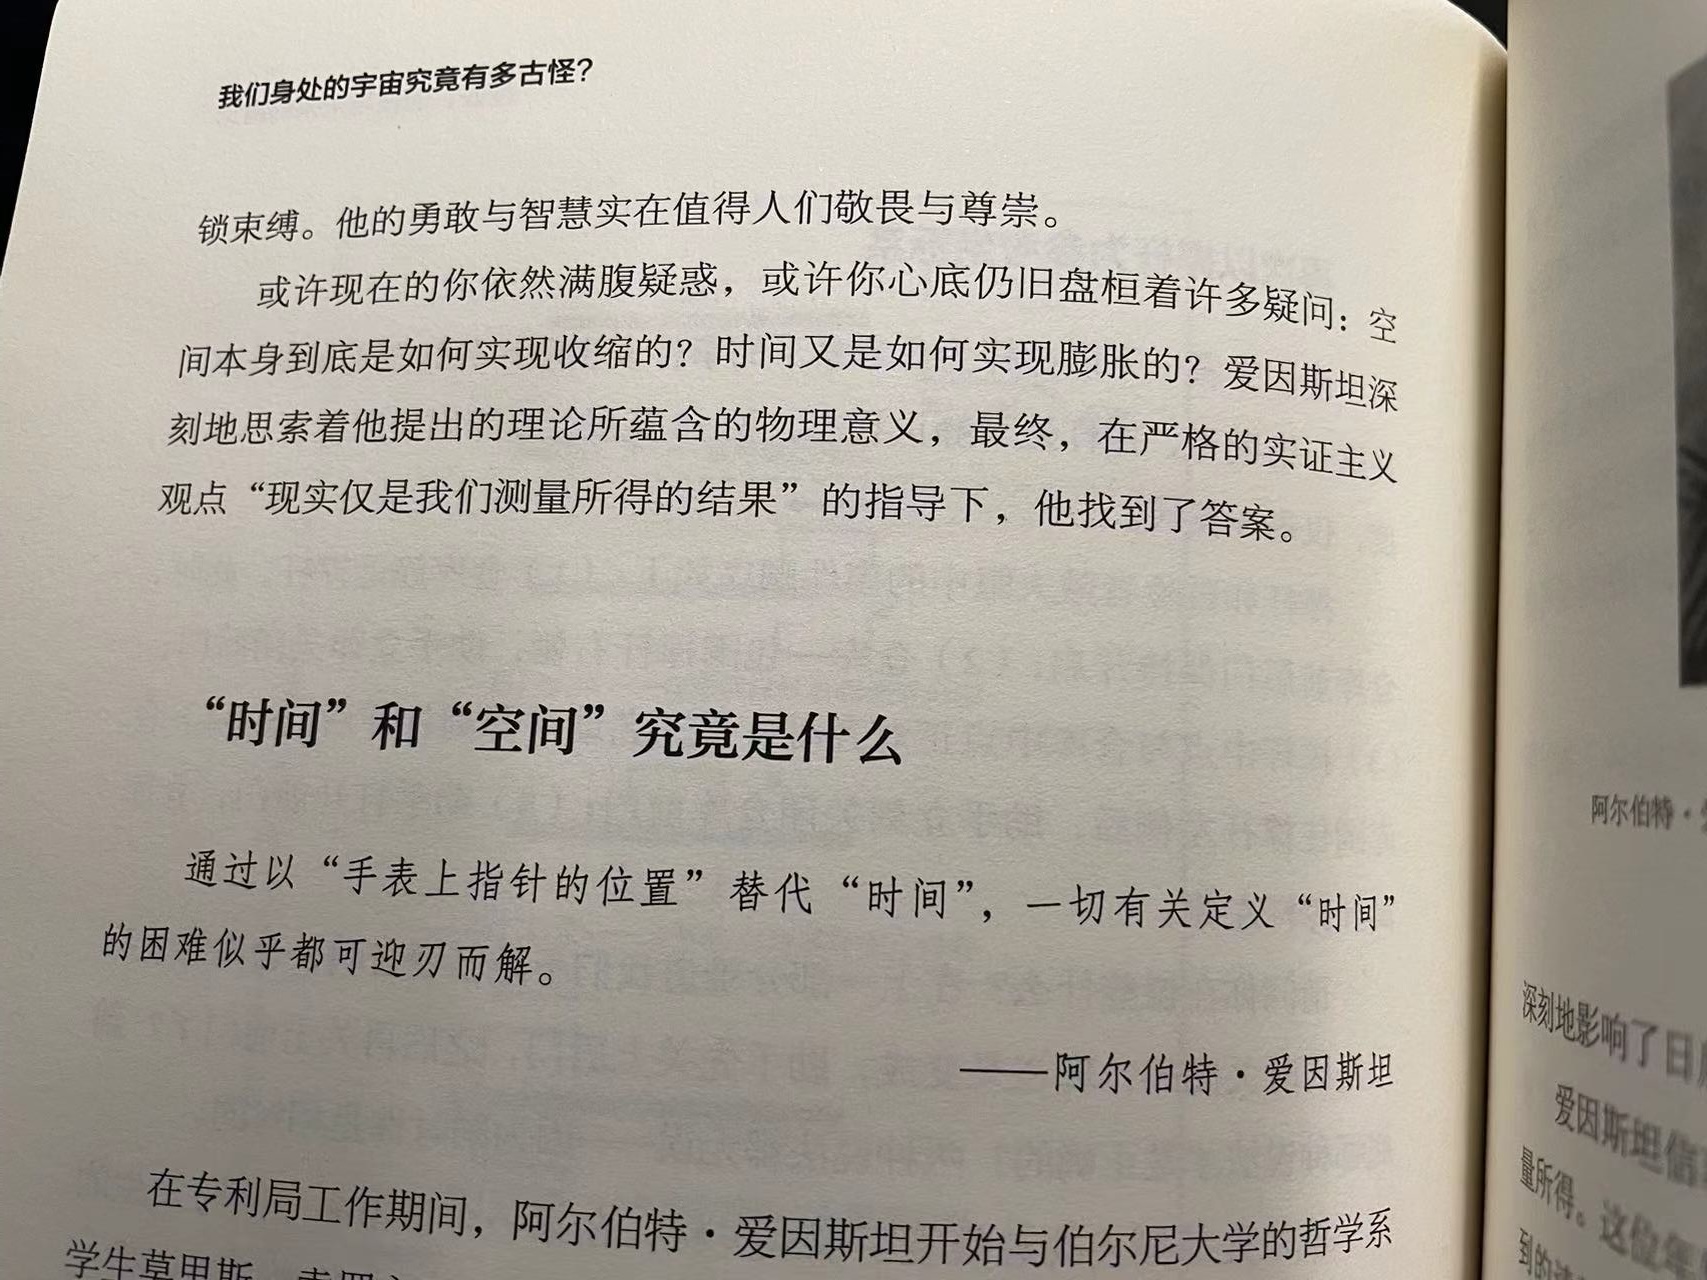 我们身处的宇宙究竟有多古怪？
锁束缚。他的勇敢与智慧实在值得人们敬畏与尊崇。
或许现在的你依然满腹疑惑，或许你心底仍旧盘桓着许多疑问：空
间本身到底是如何实现收缩的？时间又是如何实现膨胀的？爱因斯坦深
刻地思索着他提出的理论所蕴含的物理意义，最终，在严格的实证主义
观点“现实仅是我们测量所得的结果”的指导下，他找到了答案。
“时间”和“空间”究竟是什么
通过以“手表上指针的位置”替代“时间”，一切有关定义“时间”
的困难似乎都可迎刃而解。
——阿尔伯特·爱因斯坦
在专利局工作期间，阿尔伯特·爱因斯坦开始与伯尔尼大学的哲学系
学生莫里斯
阿尔伯特·
深刻地影响了日
爱因斯坦信
量所得。这位年
到的